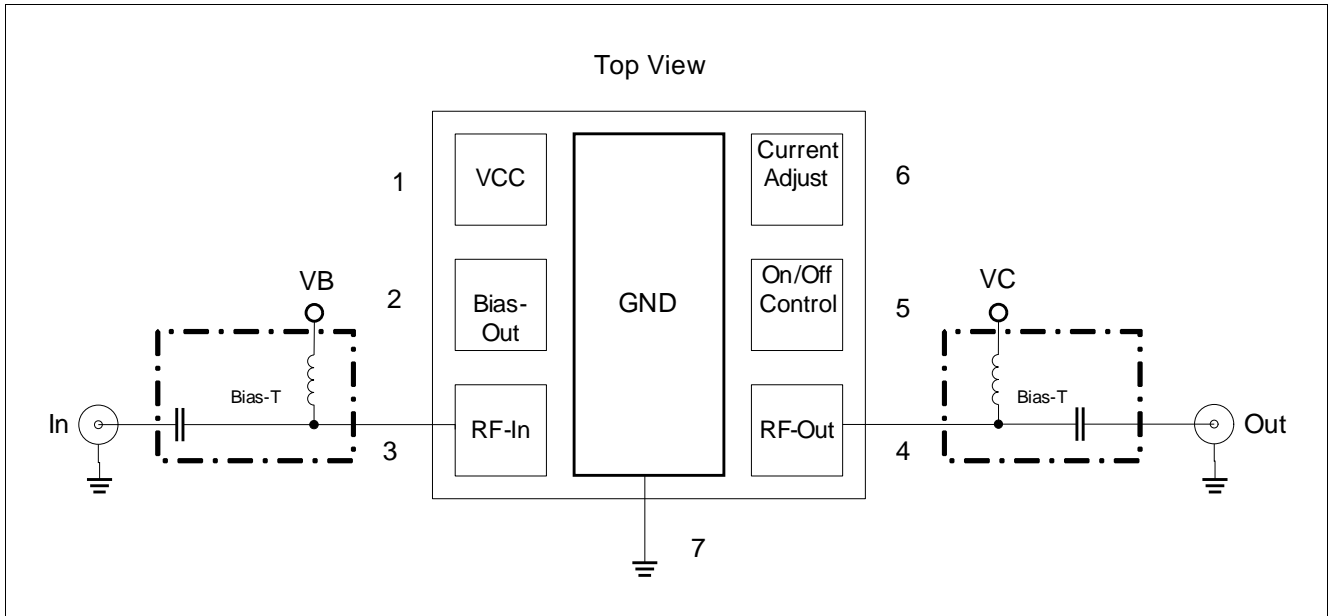 Top View
1
VCC
Current
Adjust
6
VB
2
Bias-
Out
GND
On/Off
Control
5
VC
Bias-T
Bias-T
In
3
RF-In
RF-Out
4
Out
7